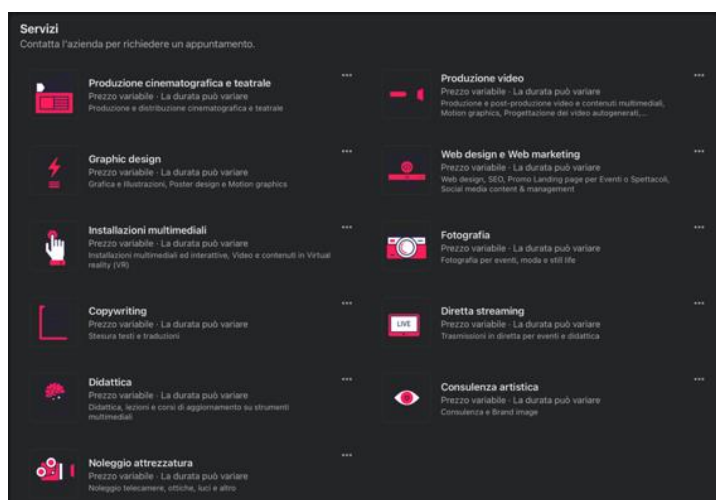 Servizi
Contatta l'azienda per richiedere un appuntamento.
Produzione cinematografica e teatrale
Prezzo variabile · La durata può variare
Produzione e distribuzione cinematografica e teatrale
Produzione video
Prezzo variabile · La durata può variare
Produzione e post-produzione video e contenuti multimediali,
Motion graphics, Progettazione dei video autogenerati,...
Graphic design
Prezzo variabile · La durata può variare
Grafica e Illustrazioni, Poster design e Motion graphics
Web design e Web marketing
Prezzo variabile · La durata può variare
Web design, SEO, Promo Landing page per Eventi o Spettacoli,
Social media content & management
Installazioni multimediali
Prezzo variabile · La durata può variare
Installazioni multimediali ed interattive, Video e contenuti in Virtual
reality (VR)
Fotografia
Prezzo variabile · La durata può variare
Fotografia per eventi, moda e still life
Copywriting
Prezzo variabile · La durata può variare
Stesura testi e traduzioni
LIVE
Diretta streaming
Prezzo variabile · La durata può variare
Trasmissioni in diretta per eventi e didattica
Didattica
Prezzo variabile · La durata può variare
Didattica, lezioni e corsi di aggiornamento su strumenti
multimediali
Consulenza artistica
Prezzo variabile · La durata può variare
Consulenza e Brand image
Noleggio attrezzatura
Prezzo variabile · La durata può variare
Noleggio telecamere, ottiche, luci e altro